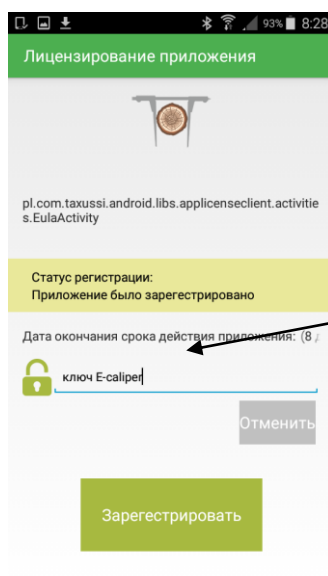 93% 8:28
Лицензирование приложения
pl.com.taxussi.android.libs.applicenseclient.activitie
s.EulaActivity
Статус регистрации:
Приложение было зарегестрировано
Дата окончания срока действия приложения: (8
ключ E-caliper
Отменить
Зарегестрировать